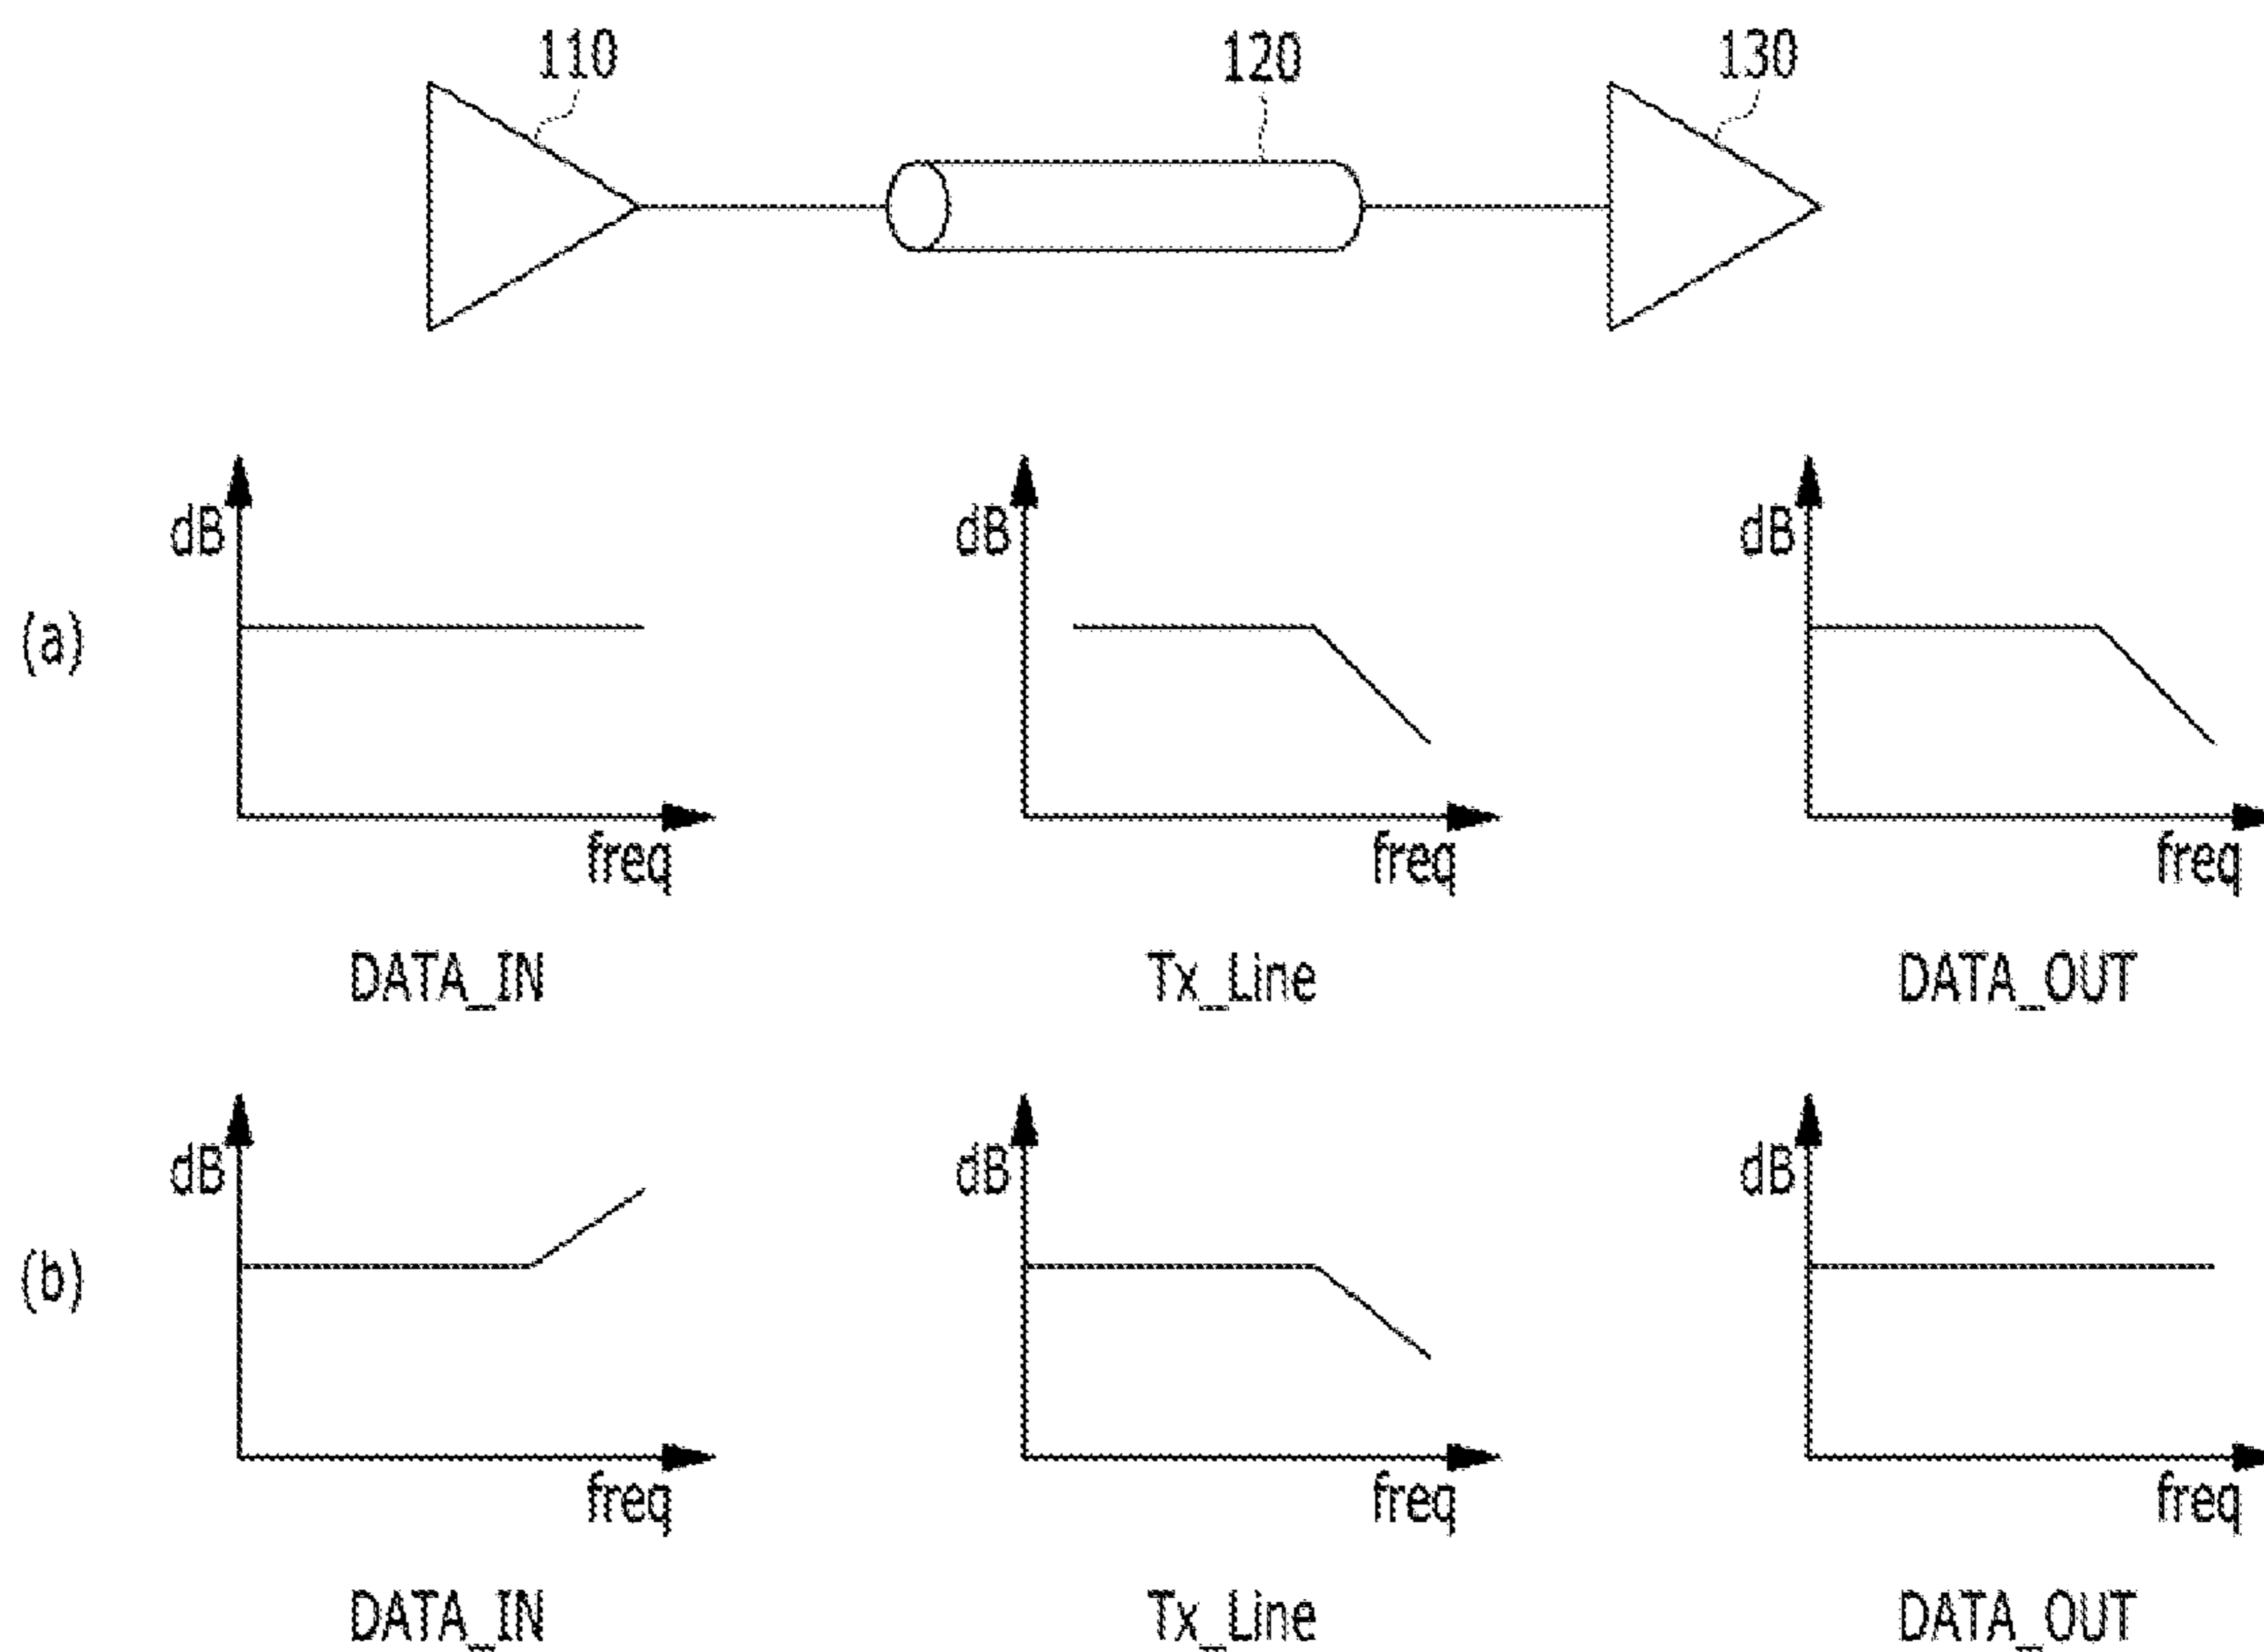 110 120 130
dB dB dB
(a)
freq freq freq
DATA_IN Tx_Line DATA_OUT
dB dB dB
(b)
freq freq freq
DATA_IN Tx_Line DATA_OUT